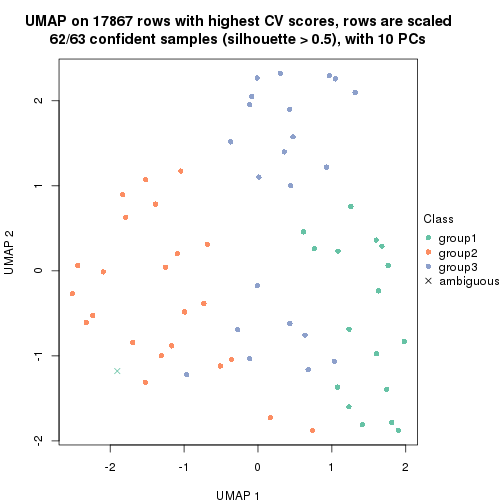 UMAP on 17867 rows with highest CV scores, rows are scaled
62/63 confident samples (silhouette > 0.5), with 10 PCs
UMAP 2
2
1
0
-1
-2
-2
-1
0
1
2
UMAP 1
Class
group1
group2
group3
ambiguous